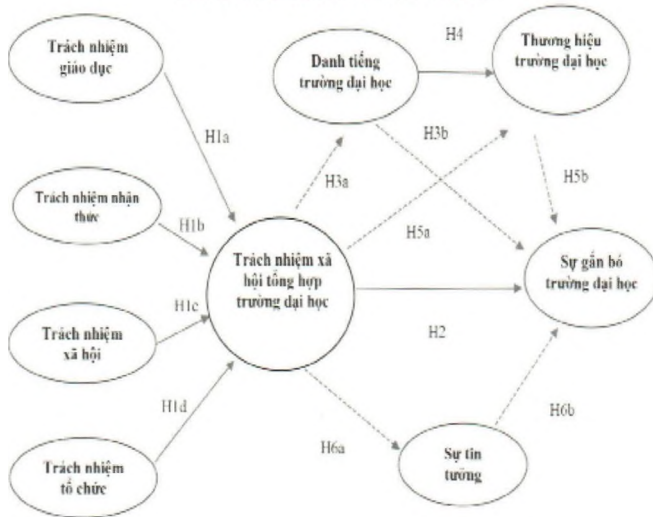 Trách nhiệm
giáo dục
Danh tiếng
trường đại học
H4
Thương hiệu
trường đại học
H1a
H3b
Trách nhiệm nhận
thức
H1b
H3a
H5b
H5a
Trách nhiệm xã
hội tổng hợp
trường đại học
Sự gắn bó
trường đại học
H1c
Trách nhiệm
xã hội
H2
H1d
H6a
H6b
Sự tin
tưởng
Trách nhiệm
tổ chức